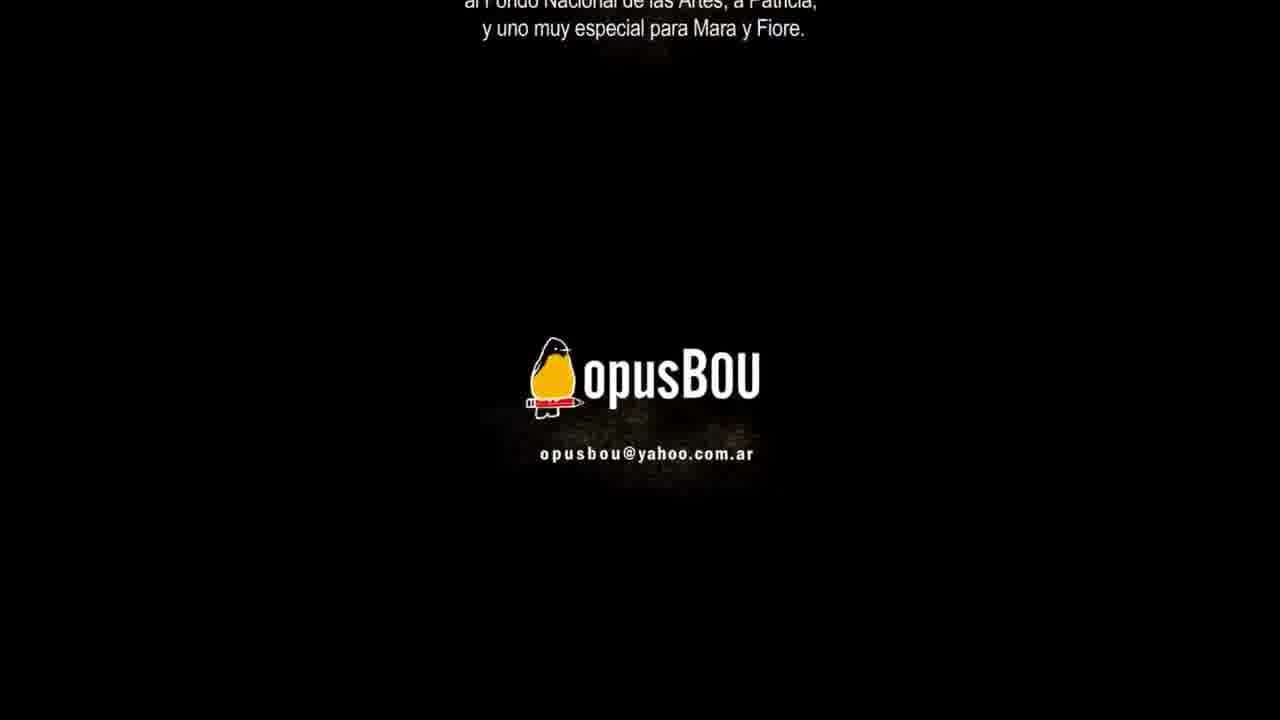 al Fondo Nacional de las Artes, a Patricia,
y uno muy especial para Mara y Fiore.
opusBOU
opusbou@yahoo.com.ar